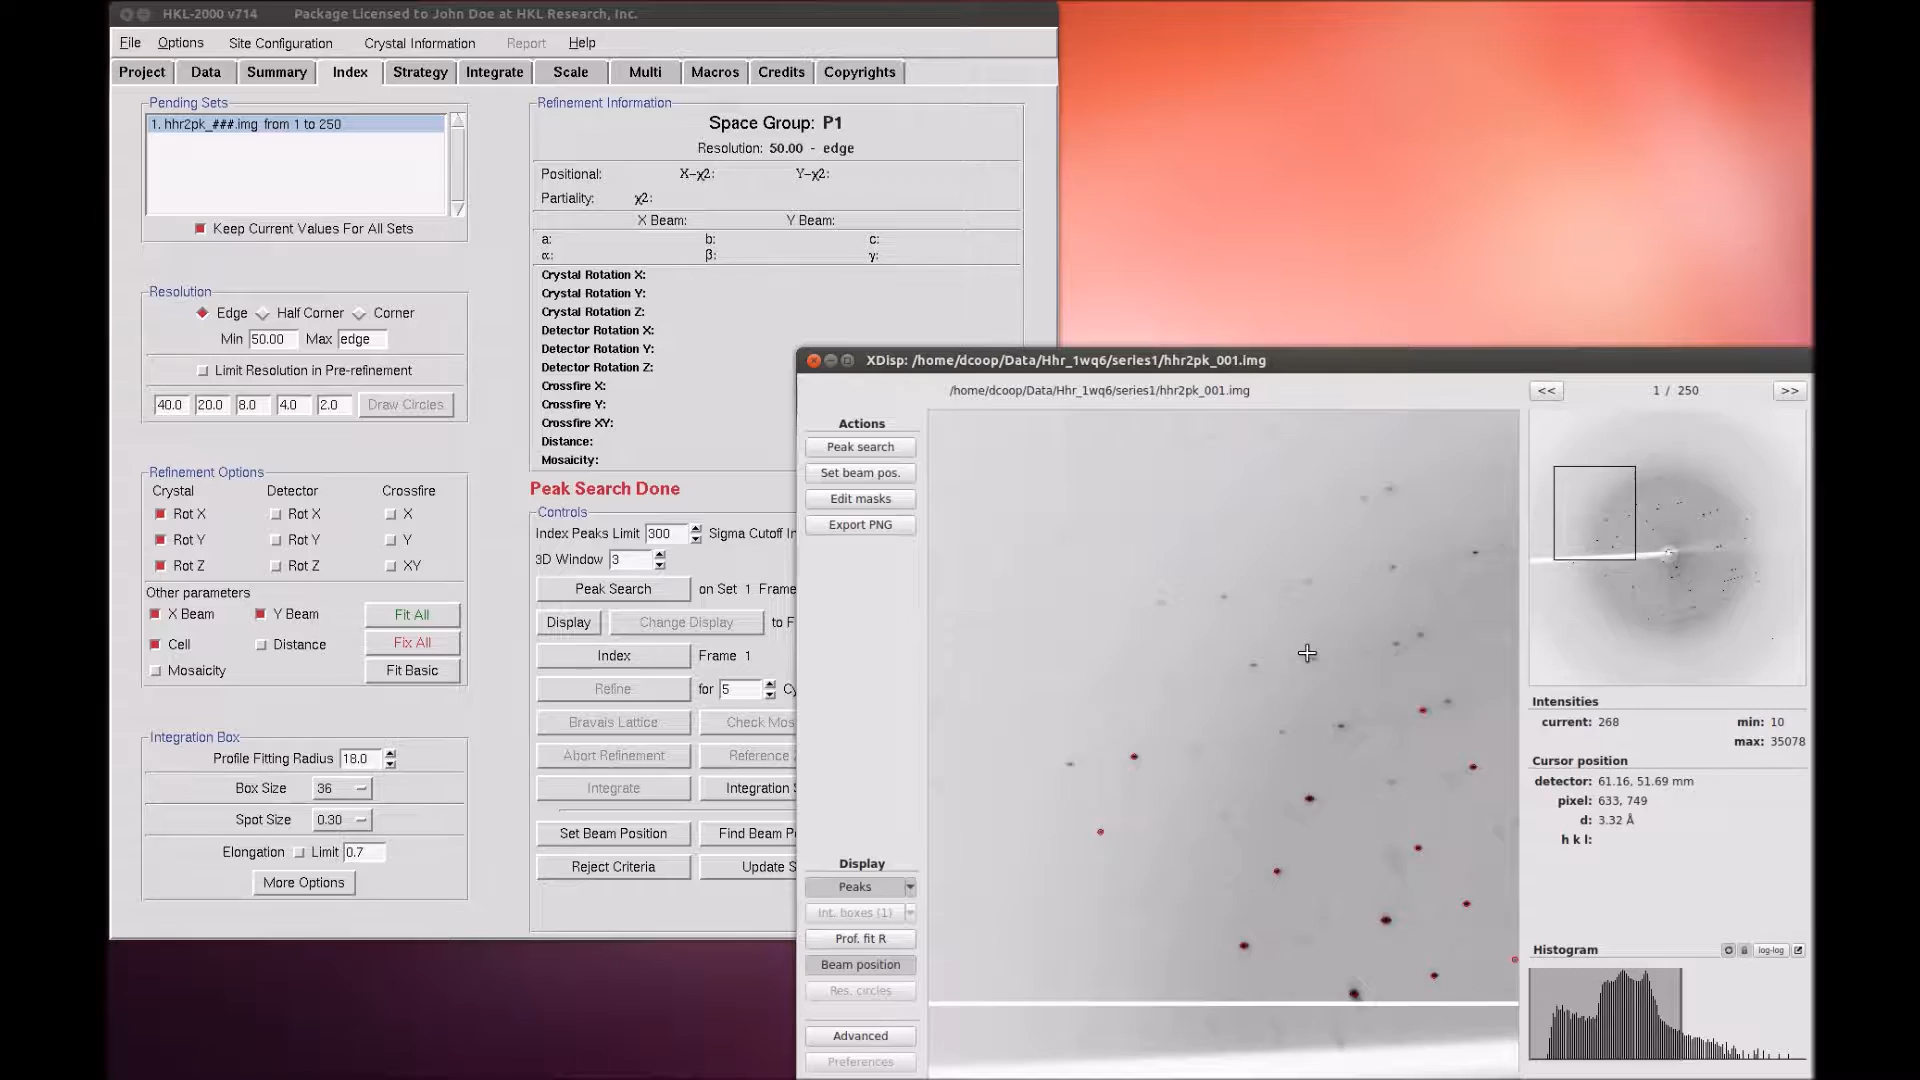 HKL-2000 v714 Package Licensed to John Doe at HKL Research, Inc.
File Options Site Configuration Crystal Information Report Help
Project Data Summary Index Strategy Integrate Scale Multi Macros Credits Copyrights
Pending Sets
1. hhr2pk_###.img from 1 to 250
Keep Current Values For All Sets
Resolution
Edge Half Corner Corner
Min 50.00 Max edge
Limit Resolution in Pre-refinement
40.0 20.0 8.0 4.0 2.0 Draw Circles
Refinement Options
Crystal Detector Crossfire
Rot X Rot X X
Rot Y Rot Y Y
Rot Z Rot Z XY
Other parameters
X Beam Y Beam Fit All
Cell Distance Fix All
Mosaicity Fit Basic
Integration Box
Profile Fitting Radius 18.0
Box Size 36
Spot Size 0.30
Elongation Limit 0.7
More Options
Refinement Information
Space Group: P1
Resolution: 50.00 - edge
Positional: X-χ2: Y-χ2:
Partiality: χ2:
X Beam: Y Beam:
a: b: c:
α: β: γ:
Crystal Rotation X:
Crystal Rotation Y:
Crystal Rotation Z:
Detector Rotation X:
Detector Rotation Y:
Detector Rotation Z:
Crossfire X:
Crossfire Y:
Crossfire XY:
Distance:
Mosaicity:
Peak Search Done
Controls
Index Peaks Limit 300 Sigma Cutoff
3D Window 3
Peak Search on Set 1 Frame
Display Change Display to
Index Frame 1
Refine for 5
Bravais Lattice Check
Abort Refinement Reference
Integrate Integration
Set Beam Position Find Beam
Reject Criteria Update
XDisp: /home/dcoop/Data/Hhr_1wq6/series1/hhr2pk_001.img
/home/dcoop/Data/Hhr_1wq6/series1/hhr2pk_001.img << 1 / 250 >>
Actions
Peak search
Set beam pos.
Edit masks
Export PNG
Display
Peaks
Int. boxes (1)
Prof. fit R
Beam position
Res. circles
Advanced
Preferences
Intensities
current: 268 min: 10
max: 35078
Cursor position
detector: 61.16, 51.69 mm
pixel: 633, 749
d: 3.32 Å
h k l:
Histogram log-log